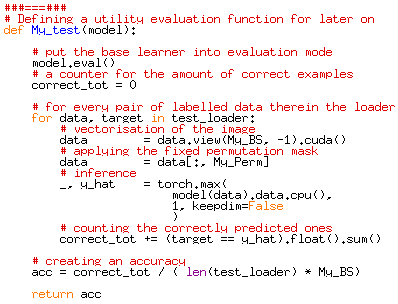 ###===###
# Defining a utility evaluation function for later on
def My_test(model):
    # put the base learner into evaluation mode
    model.eval()
    # a counter for the amount of correct examples
    correct_tot = 0
    # for every pair of labelled data therein the loader
    for data, target in test_loader:
        # vectorisation of the image
        data        = data.view(My_BS, -1).cuda()
        # applying the fixed permutation mask
        data        = data[:, My_Perm]
        # inference
        _, y_hat    = torch.max(
                        model(data).data.cpu(),
                        1, keepdim=False
                        )
        # counting the correctly predicted ones
        correct_tot += (target == y_hat).float().sum()
    # creating an accuracy
    acc = correct_tot / ( len(test_loader) * My_BS)
    return acc